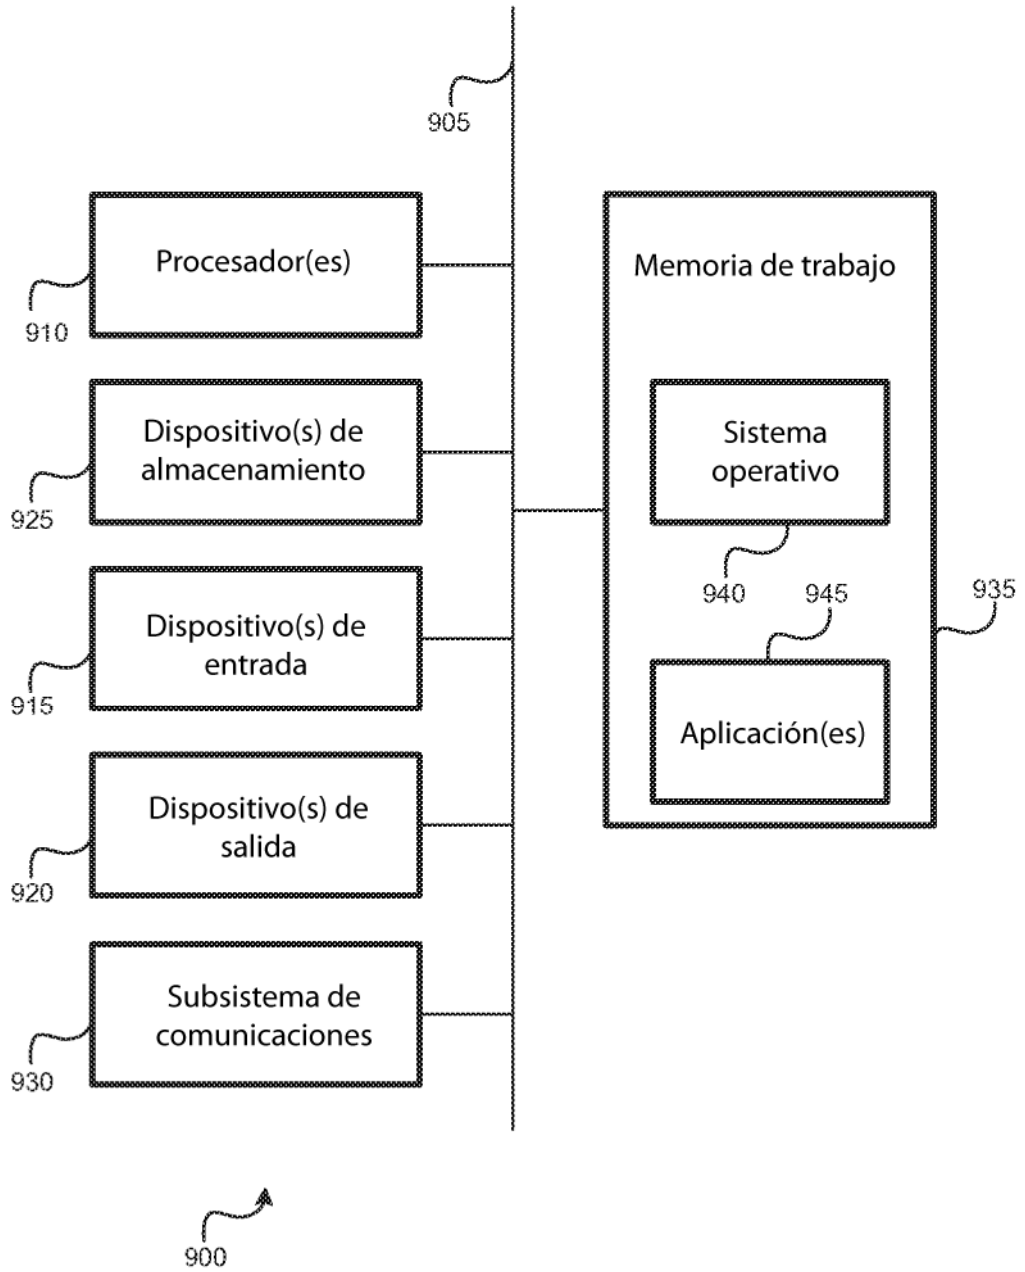 905
Procesador(es)
910
Memoria de trabajo
Dispositivo(s) de
almacenamiento
925
Sistema
operativo
940
945
935
Dispositivo(s) de
entrada
915
Aplicación(es)
Dispositivo(s) de
salida
920
Subsistema de
comunicaciones
930
900